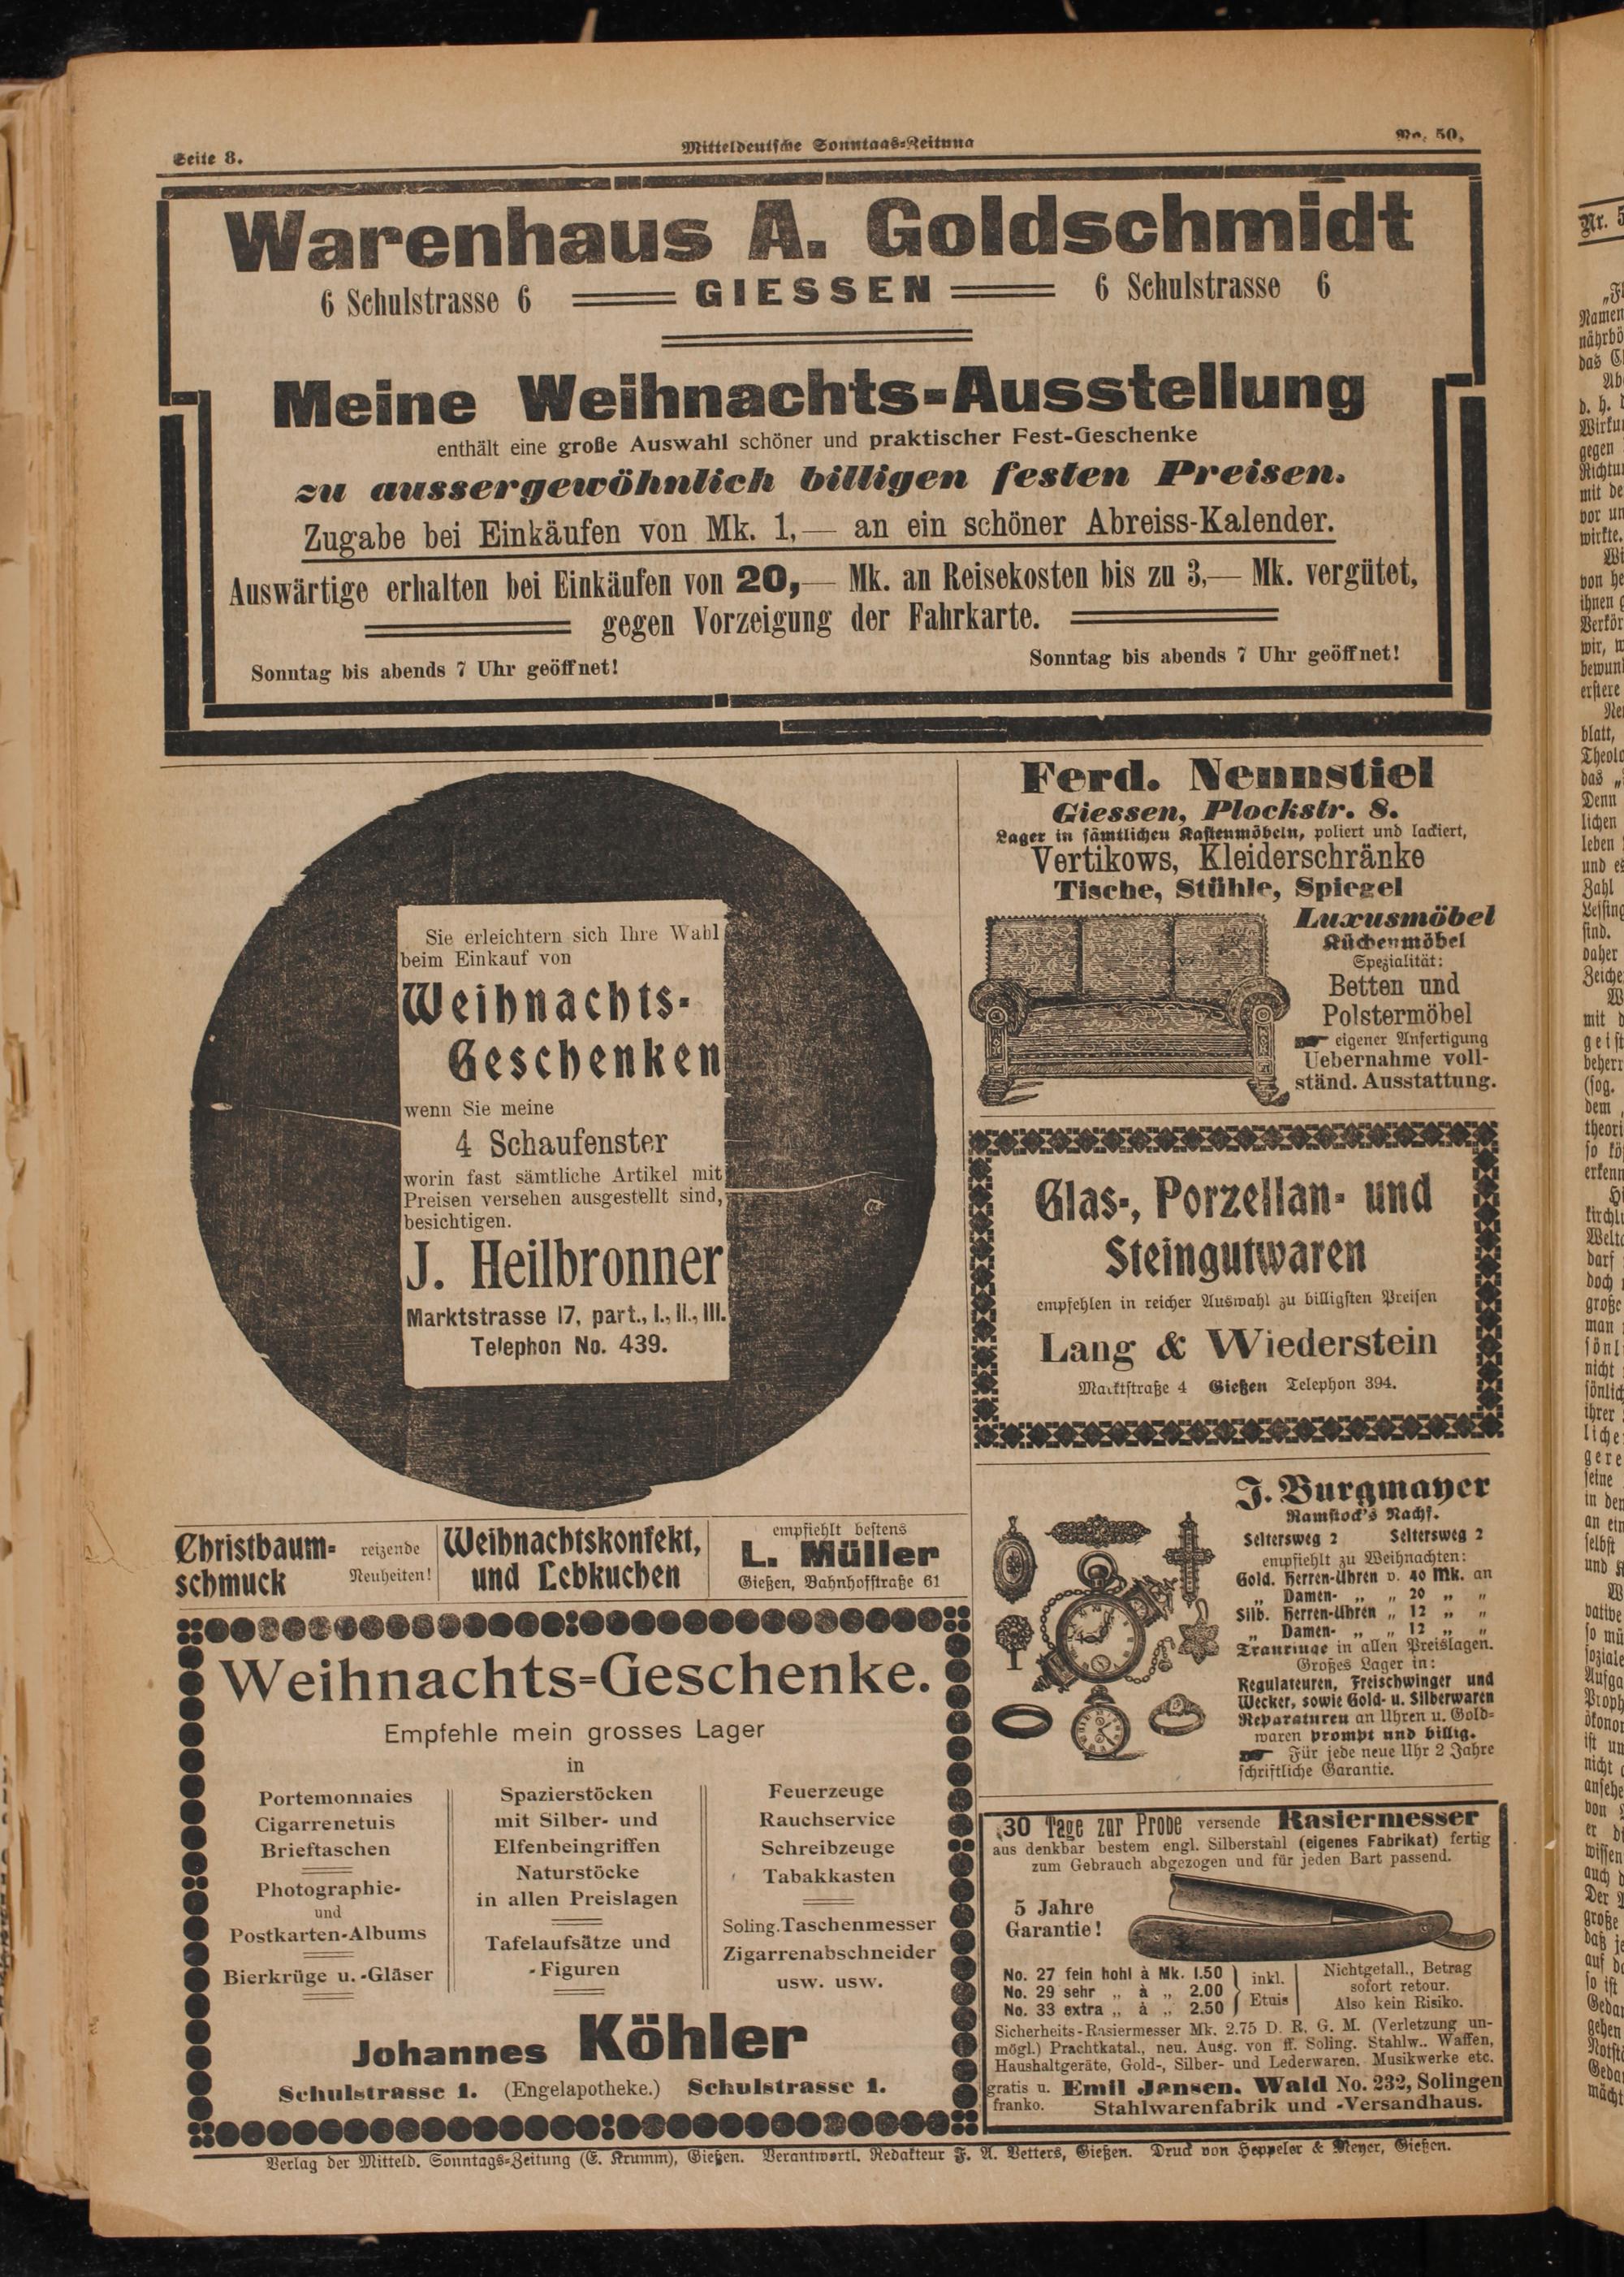 Seite 8.
Mitteldeutsche Sonntags-Zeitung
No. 50.
Warenhaus A. Goldschmidt
6 Schulstrasse 6 GIESSEN 6 Schulstrasse 6
Meine Weihnachts-Ausstellung
enthält eine große Auswahl schöner und praktischer Fest-Geschenke
zu aussergewöhnlich billigen festen Preisen.
Zugabe bei Einkäufen von Mk. 1,— an ein schöner Abreiss-Kalender.
Auswärtige erhalten bei Einkäufen von 20,— Mk. an Reisekosten bis zu 3,— Mk. vergütet,
gegen Vorzeigung der Fahrkarte.
Sonntag bis abends 7 Uhr geöffnet! Sonntag bis abends 7 Uhr geöffnet!
Sie erleichtern sich Ihre Wahl
beim Einkauf von
Weihnachts-
Geschenken
wenn Sie meine
4 Schaufenster
worin fast sämtliche Artikel mit
Preisen versehen ausgestellt sind,
besichtigen.
J. Heilbronner
Marktstrasse 17, part., I., II., III.
Telephon No. 439.
Ferd. Nennstiel
Giessen, Plockstr. 8.
Lager in sämtlichen Kastenmöbeln, poliert und lackiert,
Vertikows, Kleiderschränke
Tische, Stühle, Spiegel
Luxusmöbel
Küchenmöbel
Spezialität:
Betten und
Polstermöbel
☛ eigener Anfertigung
Uebernahme voll-
ständ. Ausstattung.
Glas-, Porzellan- und
Steingutwaren
empfehlen in reicher Auswahl zu billigsten Preisen
Lang & Wiederstein
Marktstraße 4 Gießen Telephon 394.
J. Burgmayer
Ramstock's Nachf.
Seltersweg 2 Seltersweg 2
empfiehlt zu Weihnachten:
Gold. Herren-Uhren v. 40 Mk. an
„ Damen- „ „ 20 „ „
Silb. Herren-Uhren „ 12 „ „
„ Damen- „ „ 12 „ „
Trauringe in allen Preislagen.
Großes Lager in:
Regulateuren, Freischwinger und
Wecker, sowie Gold- u. Silberwaren
Reparaturen an Uhren u. Gold-
waren prompt und billig.
☛ Für jede neue Uhr 2 Jahre
schriftliche Garantie.
Christbaum-
schmuck
reizende
Neuheiten!
Weihnachtskonfekt,
und Lebkuchen
empfiehlt bestens
L. Müller
Gießen, Bahnhofstraße 61
Weihnachts-Geschenke.
Empfehle mein grosses Lager
in
Portemonnaies
Cigarrenetuis
Brieftaschen
Photographie-
und
Postkarten-Albums
Bierkrüge u. -Gläser
Spazierstöcken
mit Silber- und
Elfenbeingriffen
Naturstöcke
in allen Preislagen
Tafelaufsätze und
-Figuren
Feuerzeuge
Rauchservice
Schreibzeuge
Tabakkasten
Soling. Taschenmesser
Zigarrenabschneider
usw. usw.
Johannes Köhler
Schulstrasse 1. (Engelapotheke.) Schulstrasse 1.
30 Tage zur Probe versende Rasiermesser
aus denkbar bestem engl. Silberstahl (eigenes Fabrikat) fertig
zum Gebrauch abgezogen und für jeden Bart passend.
5 Jahre
Garantie!
No. 27 fein hohl à Mk. 1.50
No. 29 sehr „ à „ 2.00
No. 33 extra „ à „ 2.50
inkl.
Etuis
Nichtgefall., Betrag
sofort retour.
Also kein Risiko.
Sicherheits-Rasiermesser Mk. 2.75 D. R. G. M. (Verletzung un-
mögl.) Prachtkatal., neu. Ausg. von ff. Soling. Stahlw.. Waffen,
Haushaltgeräte, Gold-, Silber- und Lederwaren, Musikwerke etc.
gratis u. franko. Emil Jansen, Wald No. 232, Solingen
Stahlwarenfabrik und -Versandhaus.
Verlag der Mitteld. Sonntags-Zeitung (E. Krumm), Gießen. Verantwortl. Redakteur F. A. Vetters, Gießen. Druck von Heppeler & Meyer, Gießen.